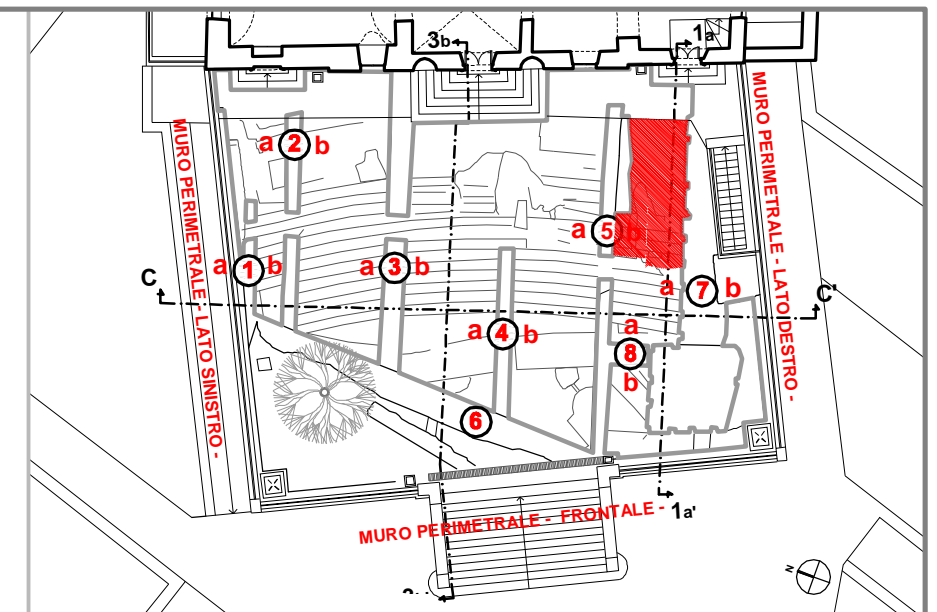 3b
1a
a 2 b
MURO PERIMETRALE - LATO SINISTRO -
MURO PERIMETRALE - LATO DESTRO -
a 5 b
a 1 b
a 3 b
C
a 7 b
C'
a 4 b
a
8
b
6
1a'
MURO PERIMETRALE - FRONTALE -
N